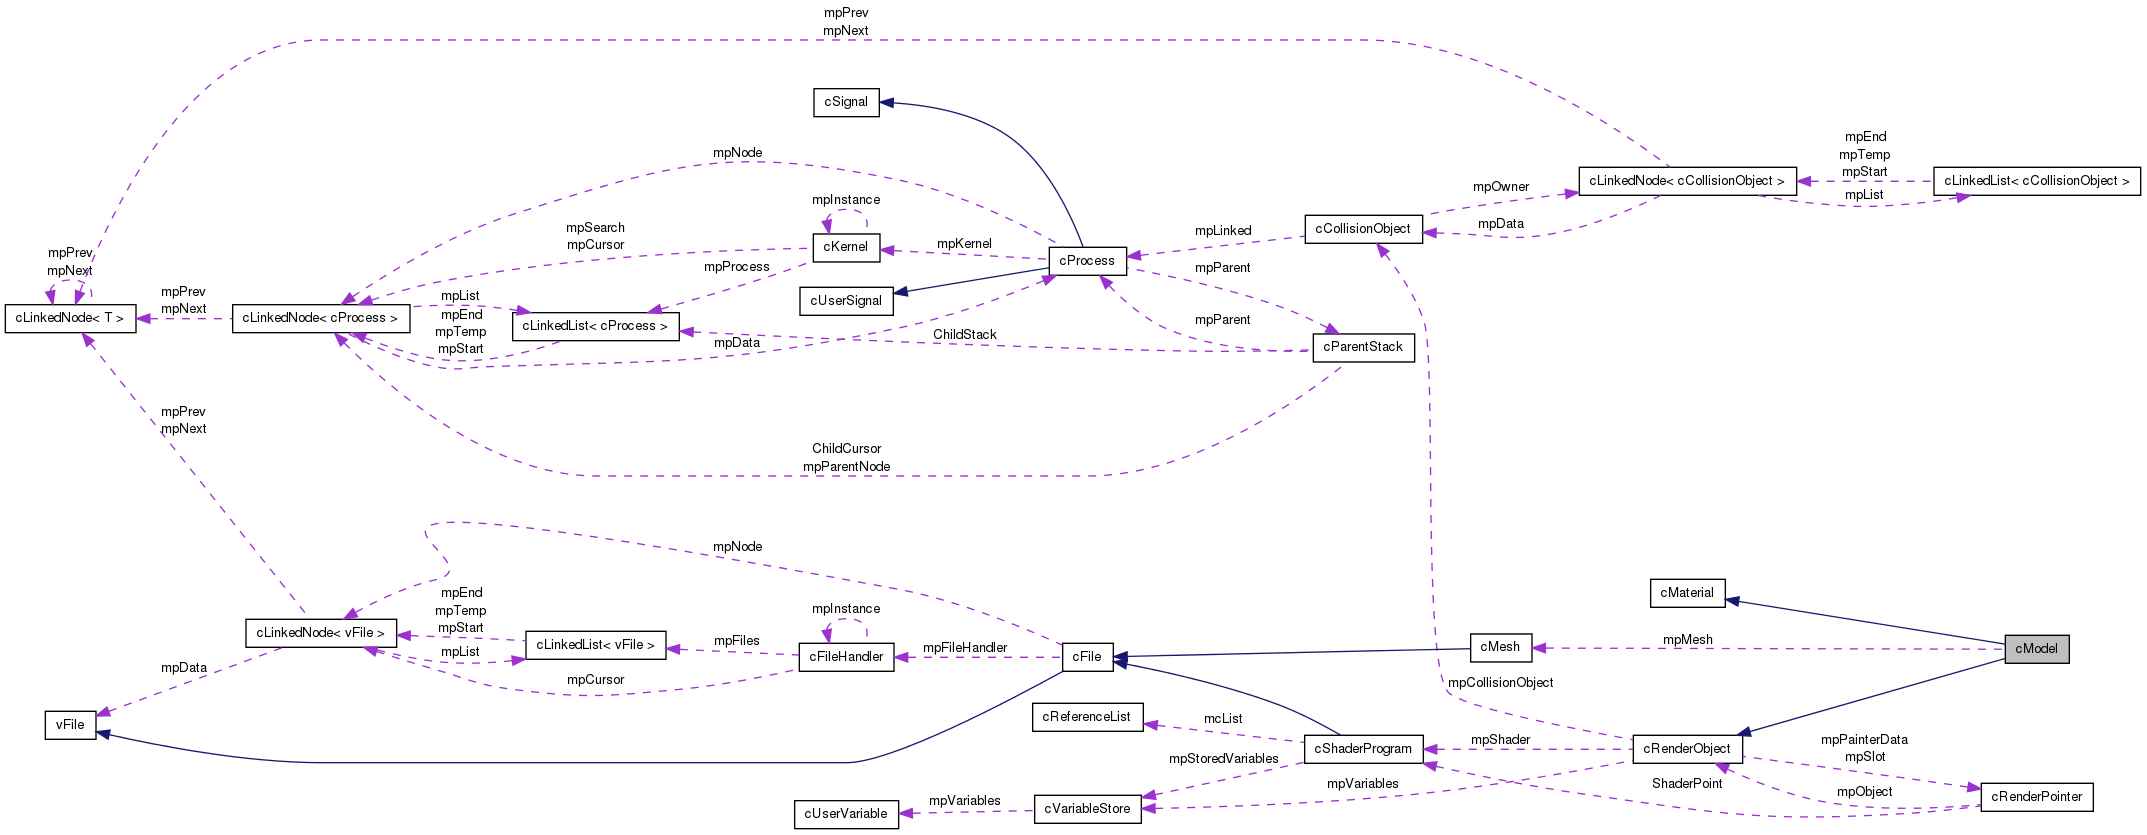 mpPrev
mpNext
cSignal
mpNode
mpEnd
mpTemp
mpStart
cLinkedNode< cCollisionObject >
cLinkedList< cCollisionObject >
mpOwner
mpList
mpInstance
mpSearch
mpCursor
cKernel
mpKernel
mpLinked
cCollisionObject
mpData
mpPrev
mpNext
mpProcess
cProcess
mpParent
cUserSignal
mpPrev
mpNext
mpList
cLinkedNode< T >
cLinkedNode< cProcess >
mpEnd
mpTemp
mpStart
cLinkedList< cProcess >
mpParent
ChildStack
mpData
cParentStack
mpPrev
mpNext
ChildCursor
mpParentNode
mpNode
mpEnd
mpTemp
mpStart
mpInstance
cMaterial
cLinkedNode< vFile >
cLinkedList< vFile >
mpFiles
mpList
cFileHandler
mpFileHandler
cFile
cMesh
mpMesh
cModel
mpData
mpCursor
mpCollisionObject
vFile
cReferenceList
mcList
cShaderProgram
mpShader
cRenderObject
mpPainterData
mpSlot
mpStoredVariables
mpVariables
ShaderPoint
mpObject
cRenderPointer
cUserVariable
mpVariables
cVariableStore